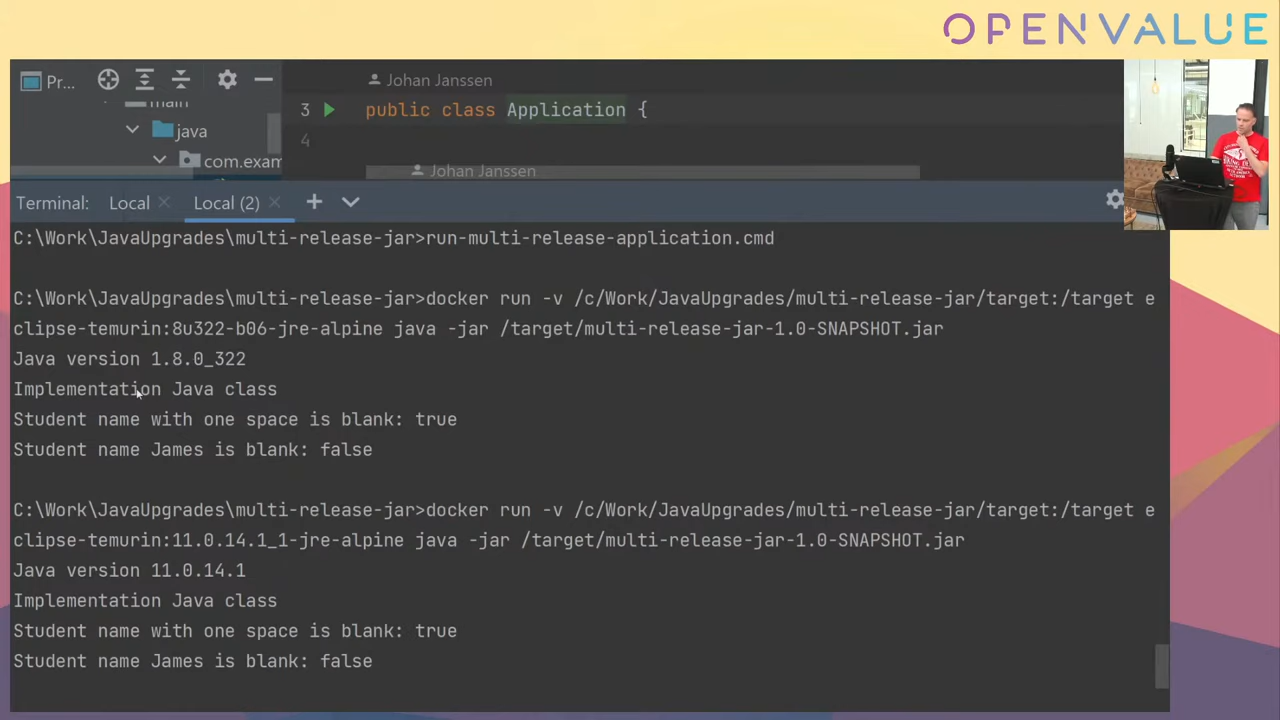 OPENVALUE
Pr...
Johan Janssen
main
3 public class Application {
java
4
com.exam
Johan Janssen
Terminal: Local Local (2)
C:\Work\JavaUpgrades\multi-release-jar>run-multi-release-application.cmd
C:\Work\JavaUpgrades\multi-release-jar>docker run -v /c/Work/JavaUpgrades/multi-release-jar/target:/target e
clipse-temurin:8u322-b06-jre-alpine java -jar /target/multi-release-jar-1.0-SNAPSHOT.jar
Java version 1.8.0_322
Implementation Java class
Student name with one space is blank: true
Student name James is blank: false
C:\Work\JavaUpgrades\multi-release-jar>docker run -v /c/Work/JavaUpgrades/multi-release-jar/target:/target e
clipse-temurin:11.0.14.1_1-jre-alpine java -jar /target/multi-release-jar-1.0-SNAPSHOT.jar
Java version 11.0.14.1
Implementation Java class
Student name with one space is blank: true
Student name James is blank: false